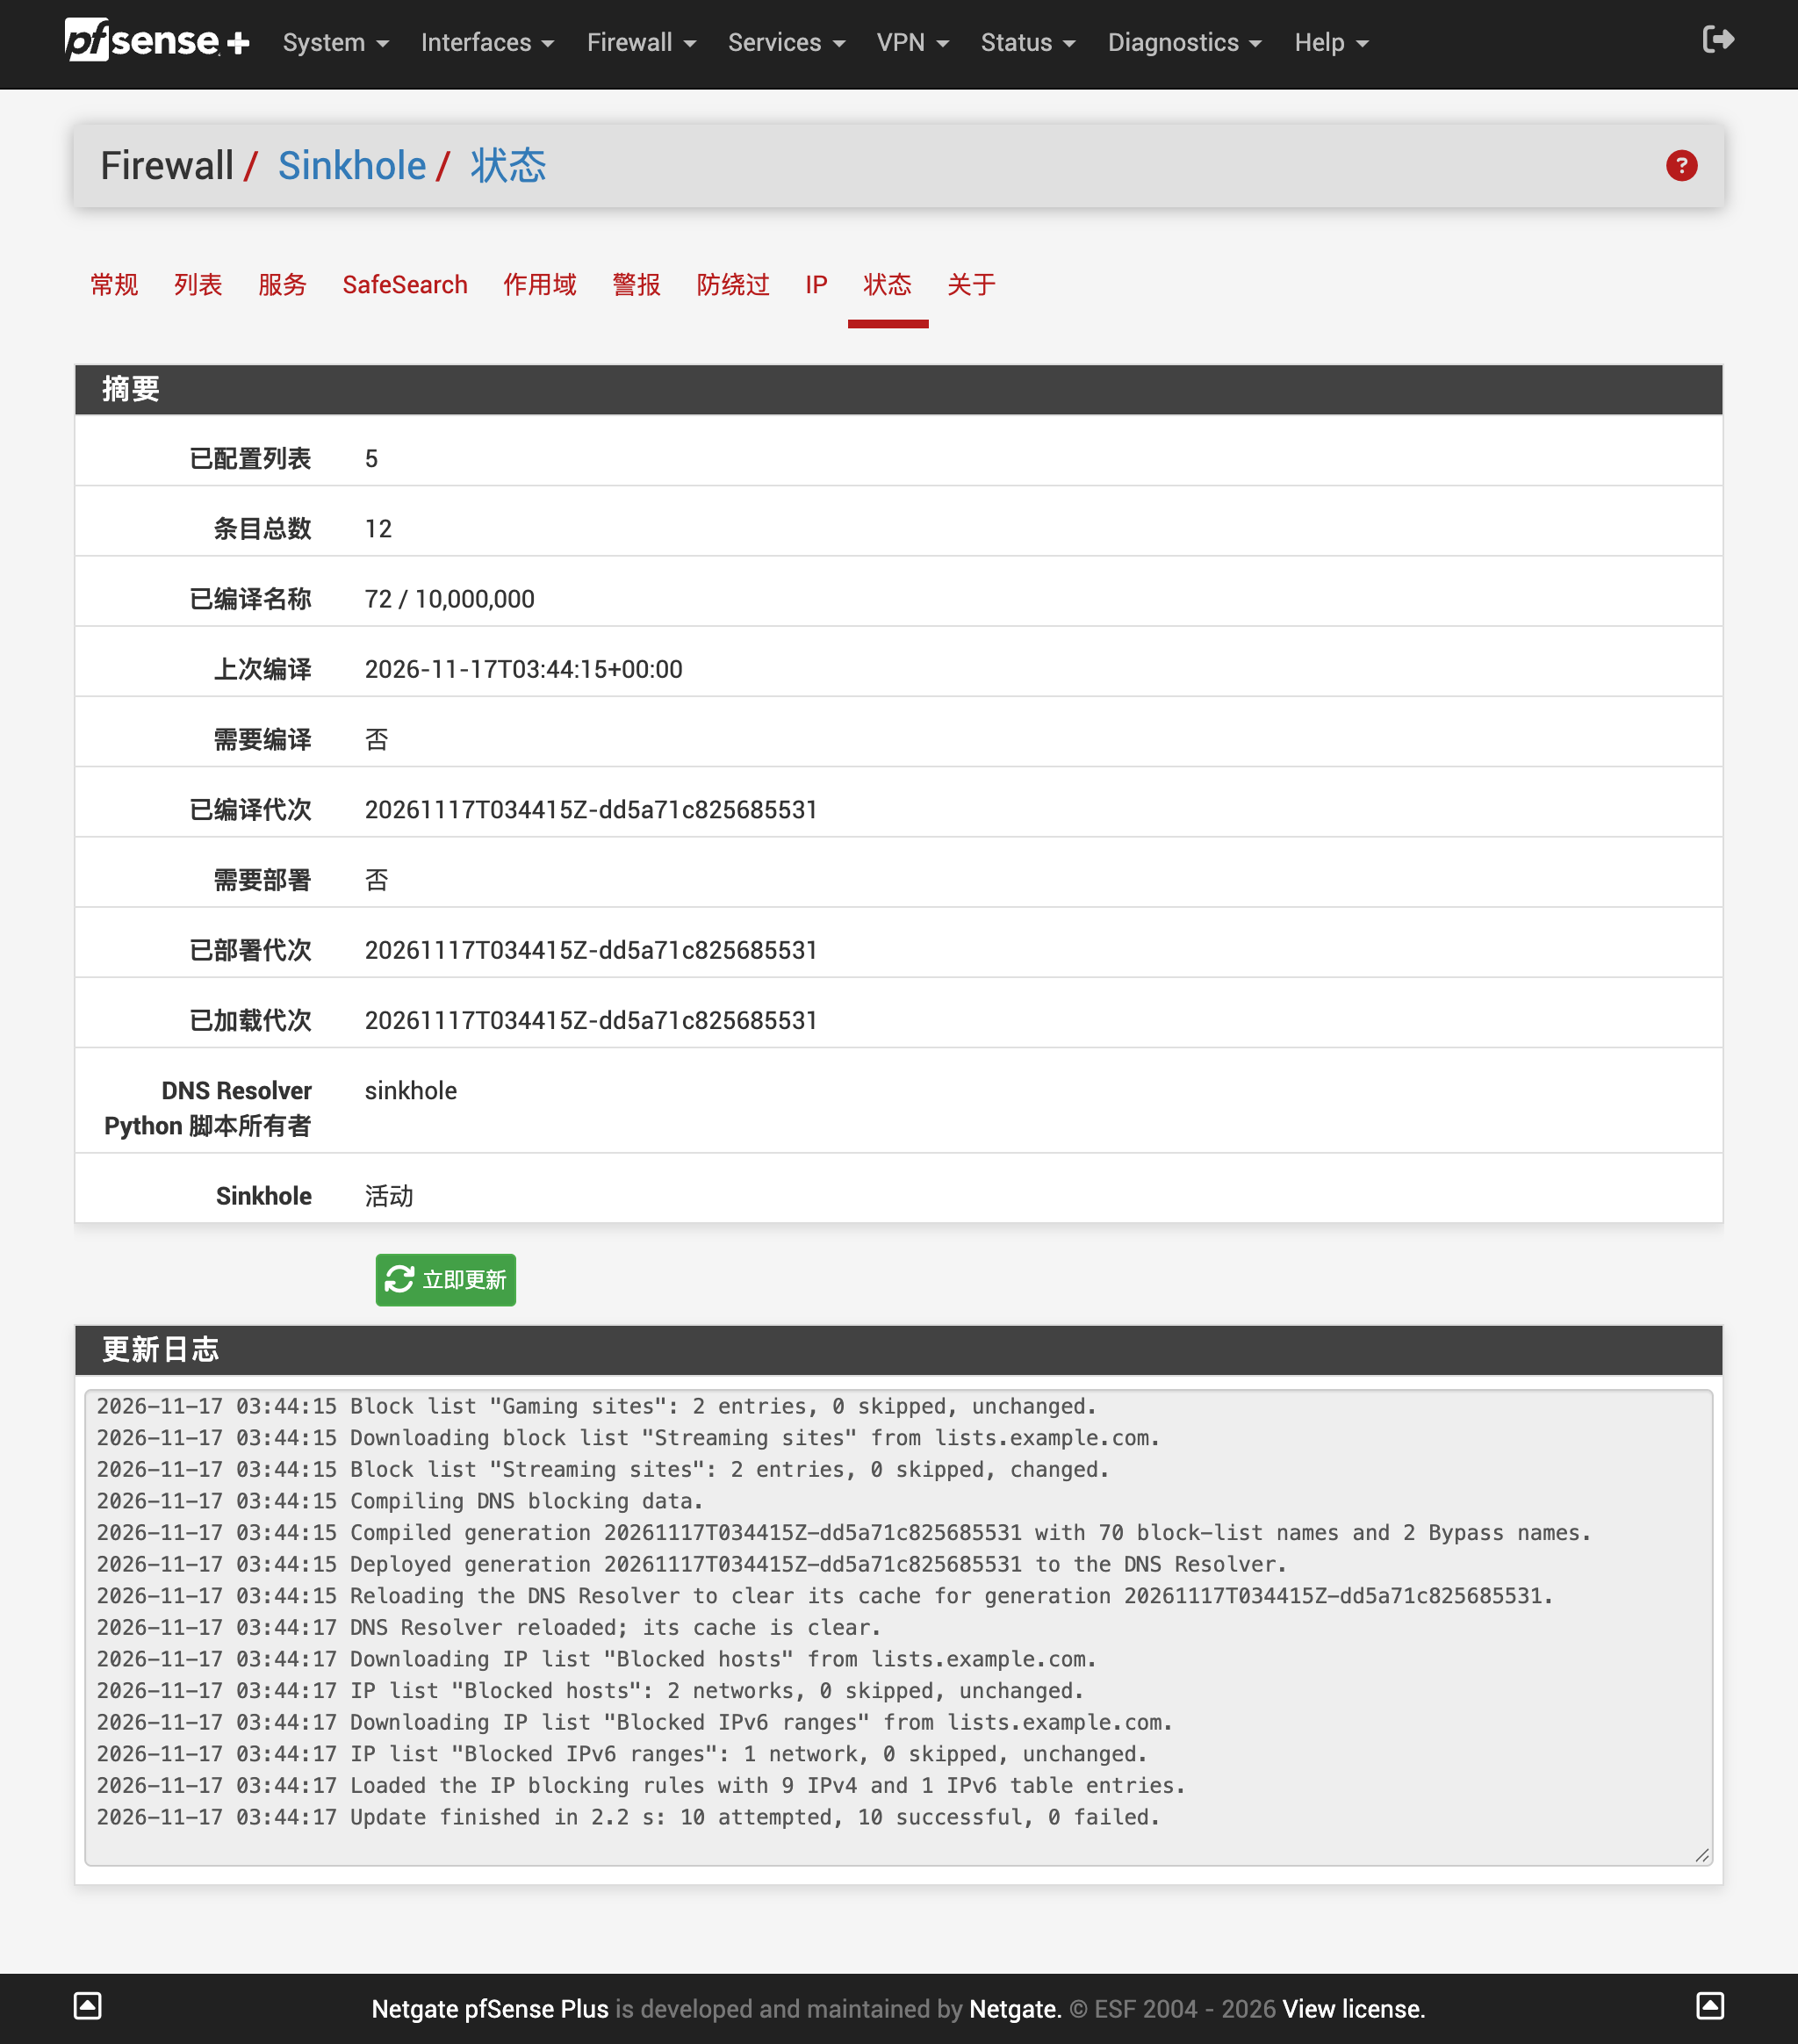 pfsense +
System Interfaces Firewall Services VPN Status Diagnostics Help
Firewall / Sinkhole / 状态
?
常规 列表 服务 SafeSearch 作用域 警报 防绕过 IP 状态 关于
摘要
已配置列表 5
条目总数 12
已编译名称 72 / 10,000,000
上次编译 2026-11-17T03:44:15+00:00
需要编译 否
已编译代次 20261117T034415Z-dd5a71c825685531
需要部署 否
已部署代次 20261117T034415Z-dd5a71c825685531
已加载代次 20261117T034415Z-dd5a71c825685531
DNS Resolver sinkhole
Python 脚本所有者
Sinkhole 活动
立即更新
更新日志
2026-11-17 03:44:15 Block list "Gaming sites": 2 entries, 0 skipped, unchanged.
2026-11-17 03:44:15 Downloading block list "Streaming sites" from lists.example.com.
2026-11-17 03:44:15 Block list "Streaming sites": 2 entries, 0 skipped, changed.
2026-11-17 03:44:15 Compiling DNS blocking data.
2026-11-17 03:44:15 Compiled generation 20261117T034415Z-dd5a71c825685531 with 70 block-list names and 2 Bypass names.
2026-11-17 03:44:15 Deployed generation 20261117T034415Z-dd5a71c825685531 to the DNS Resolver.
2026-11-17 03:44:15 Reloading the DNS Resolver to clear its cache for generation 20261117T034415Z-dd5a71c825685531.
2026-11-17 03:44:17 DNS Resolver reloaded; its cache is clear.
2026-11-17 03:44:17 Downloading IP list "Blocked hosts" from lists.example.com.
2026-11-17 03:44:17 IP list "Blocked hosts": 2 networks, 0 skipped, unchanged.
2026-11-17 03:44:17 Downloading IP list "Blocked IPv6 ranges" from lists.example.com.
2026-11-17 03:44:17 IP list "Blocked IPv6 ranges": 1 network, 0 skipped, unchanged.
2026-11-17 03:44:17 Loaded the IP blocking rules with 9 IPv4 and 1 IPv6 table entries.
2026-11-17 03:44:17 Update finished in 2.2 s: 10 attempted, 10 successful, 0 failed.
Netgate pfSense Plus is developed and maintained by Netgate. © ESF 2004 - 2026 View license.